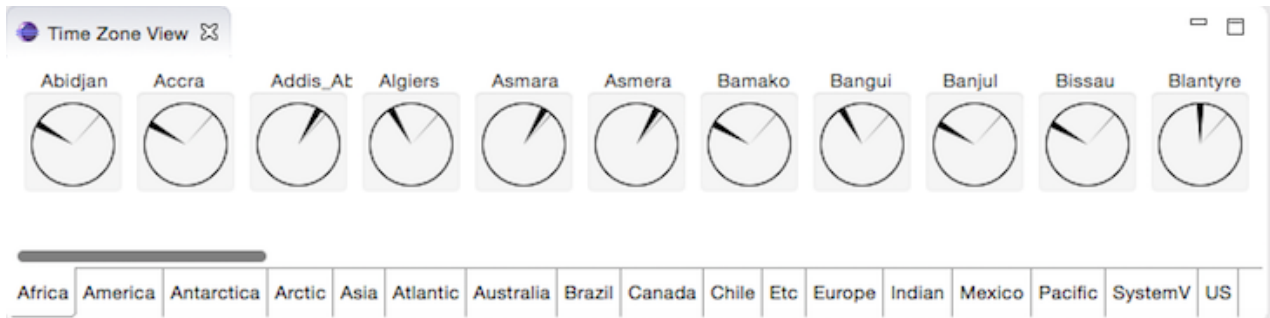 Time Zone View
Abidjan Accra Addis_Ab Algiers Asmara Asmera Bamako Bangui Banjul Bissau Blantyre
Africa America Antarctica Arctic Asia Atlantic Australia Brazil Canada Chile Etc Europe Indian Mexico Pacific SystemV US